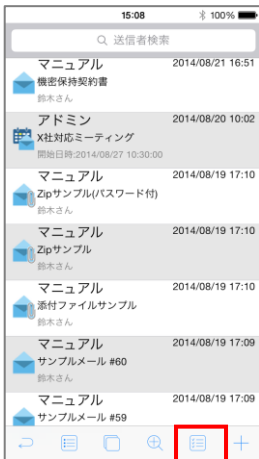 15:08 100%
送信者検索
マニュアル 2014/08/21 16:51
機密保持契約書
鈴木さん
アドミン 2014/08/20 10:02
X社対応ミーティング
開始日時:2014/08/27 10:30:00
マニュアル 2014/08/19 17:10
Zipサンプル(パスワード付)
鈴木さん
マニュアル 2014/08/19 17:10
Zipサンプル
鈴木さん
マニュアル 2014/08/19 17:10
添付ファイルサンプル
鈴木さん
マニュアル 2014/08/19 17:09
サンプルメール #60
鈴木さん
マニュアル 2014/08/19 17:09
サンプルメール #59